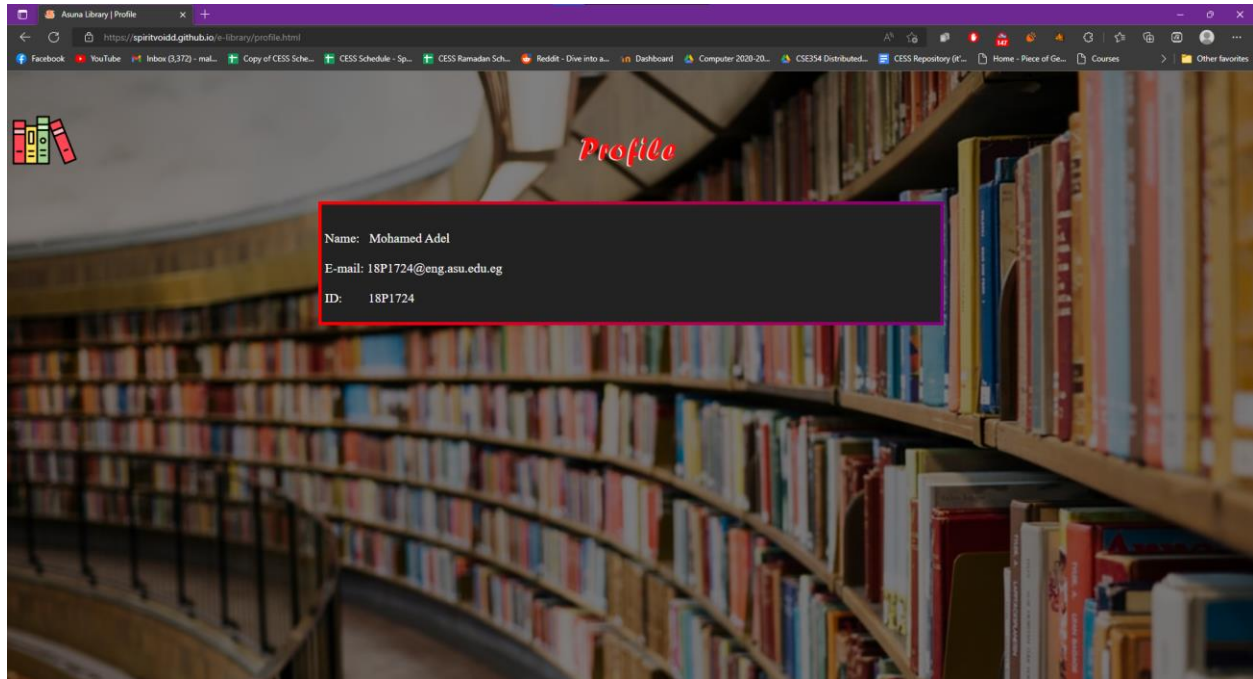 Asuna Library | Profile
https://spiritvoidd.github.io/e-library/profile.html
147
Facebook YouTube Inbox (3,372) – mal... Copy of CESS Sche... CESS Schedule - Sp... CESS Ramadan Sch... Reddit - Dive into a... Dashboard Computer 2020-20... CSE354 Distributed... CESS Repository (it'... Home - Piece of Ge... Courses Other favorites
Profile
Name: Mohamed Adel
E-mail: 18P1724@eng.asu.edu.eg
ID: 18P1724